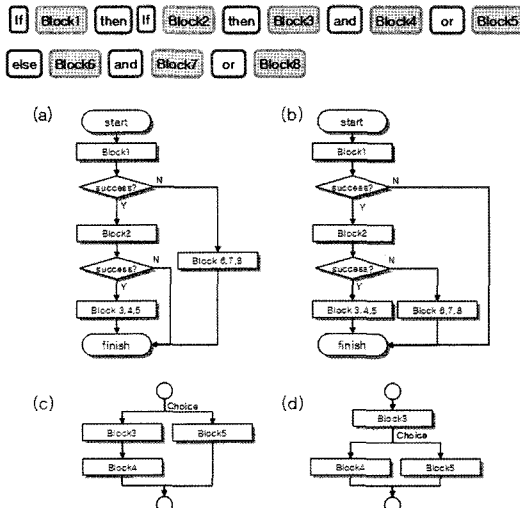 If Block1 then If Block2 then Block3 and Block4 or Block5
else Block6 and Block7 or Block8
(a) (b)
start start
Block1 Block1
success? N success? N
Y Y
Block2 Block2
success? N Block 6,7,8 success? N
Y Y
Block 3,4,5 Block 3,4,5 Block 6,7,8
finish finish
(c) (d)
Choice Block3
Block3 Block5 Choice
Block4 Block4 Block5